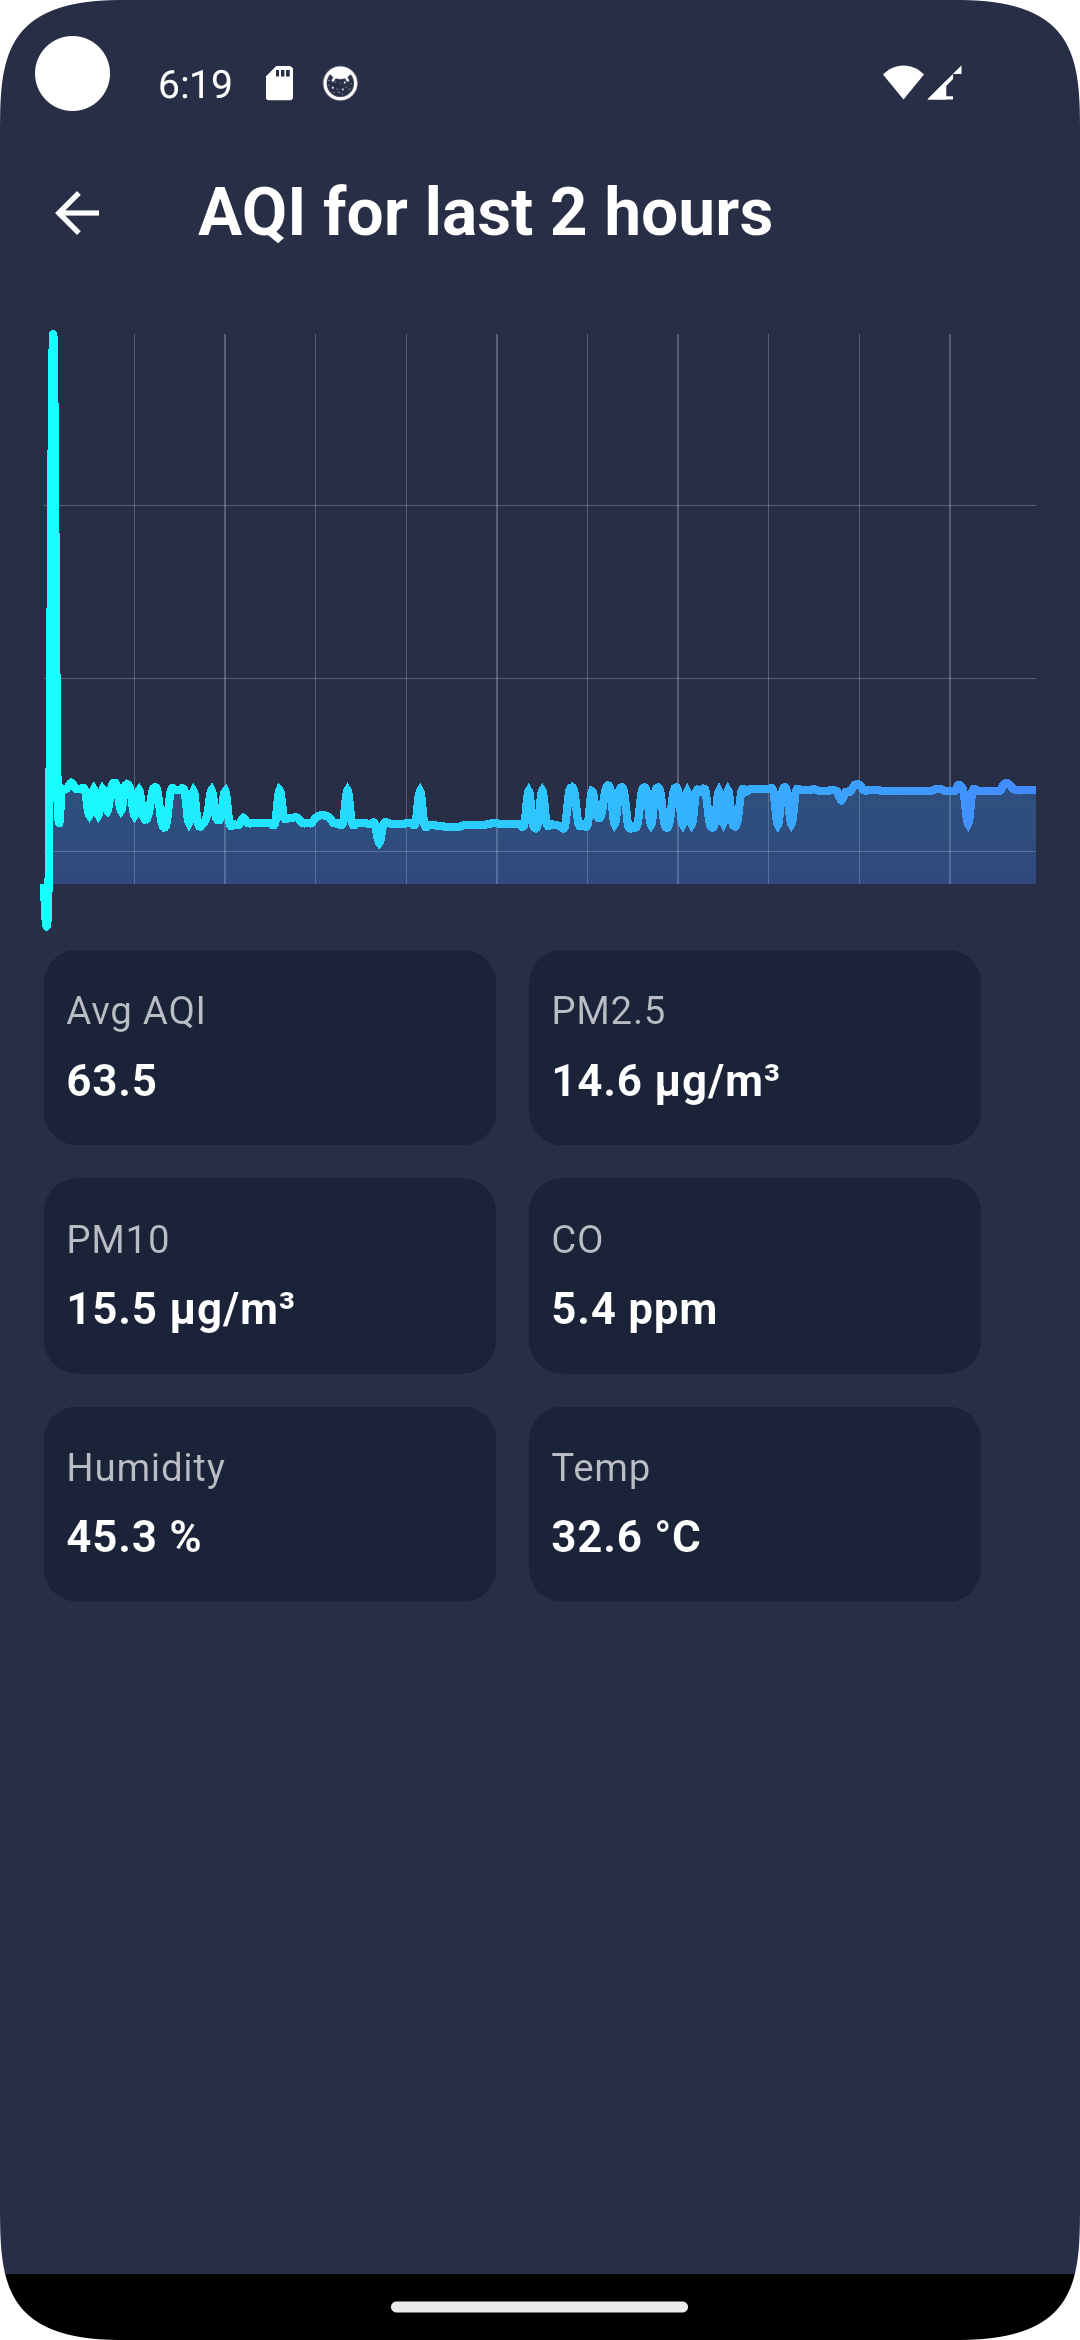 6:19
AQI for last 2 hours
Avg AQI
63.5
PM2.5
14.6 µg/m³
PM10
15.5 µg/m³
CO
5.4 ppm
Humidity
45.3 %
Temp
32.6 °C